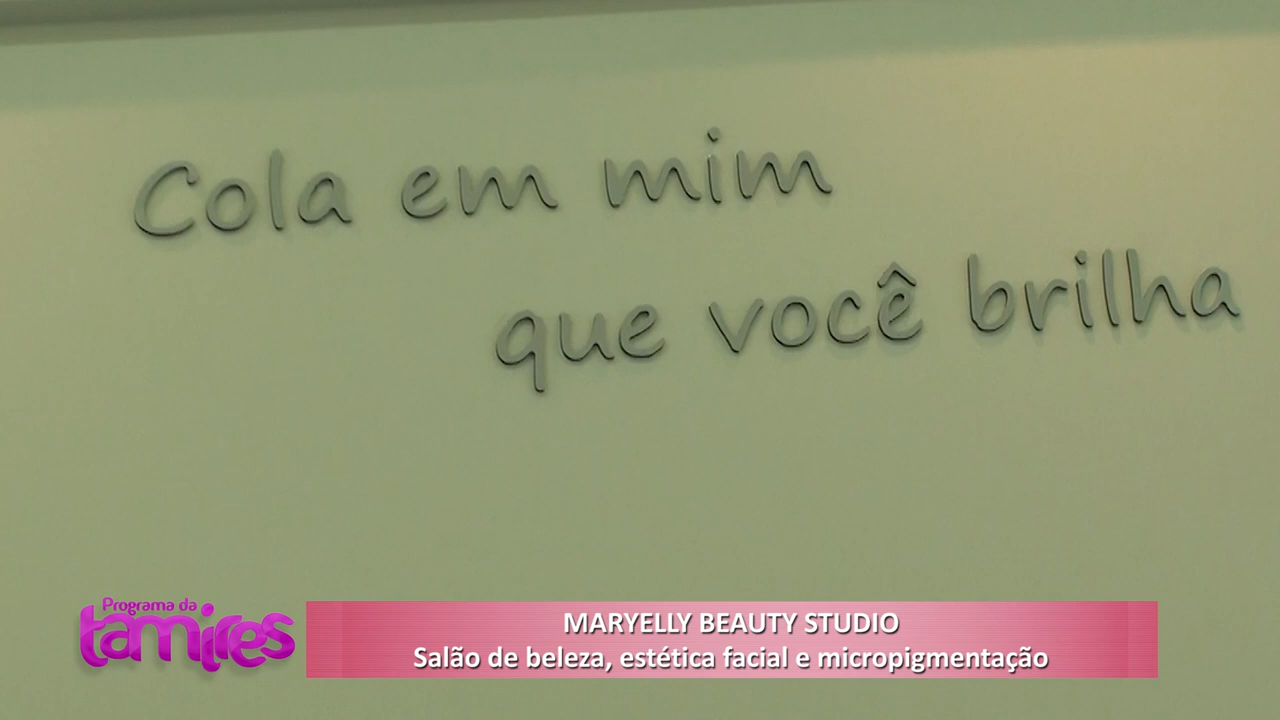 Cola em mim
que você brilha
Programa da
tamires
MARYELLY BEAUTY STUDIO
Salão de beleza, estética facial e micropigmentação